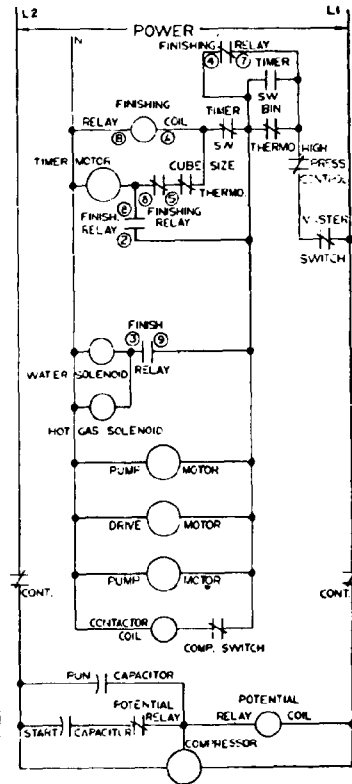 L2 L1
POWER
N
FINISHING RELAY
④ ⑦
TIMER
SW
BIN
THERMO.
FINISHING
RELAY COIL
Ⓑ Ⓐ
TIMER
SW
HIGH
PRESS
CONTROL
TIMER MOTOR
CUBE SIZE
THERMO.
⑧ ⑤
FINISHING
RELAY
FINISH
RELAY
②
SWITCH
FINISH
③ ⑨
RELAY
WATER SOLENOID
HOT GAS SOLENOID
PUMP MOTOR
DRIVE MOTOR
PUMP MOTOR
CONT. CONT.
CONTACTOR
COIL
COMP. SWITCH
RUN CAPACITOR
POTENTIAL
RELAY
POTENTIAL
RELAY COIL
START CAPACITOR
COMPRESSOR